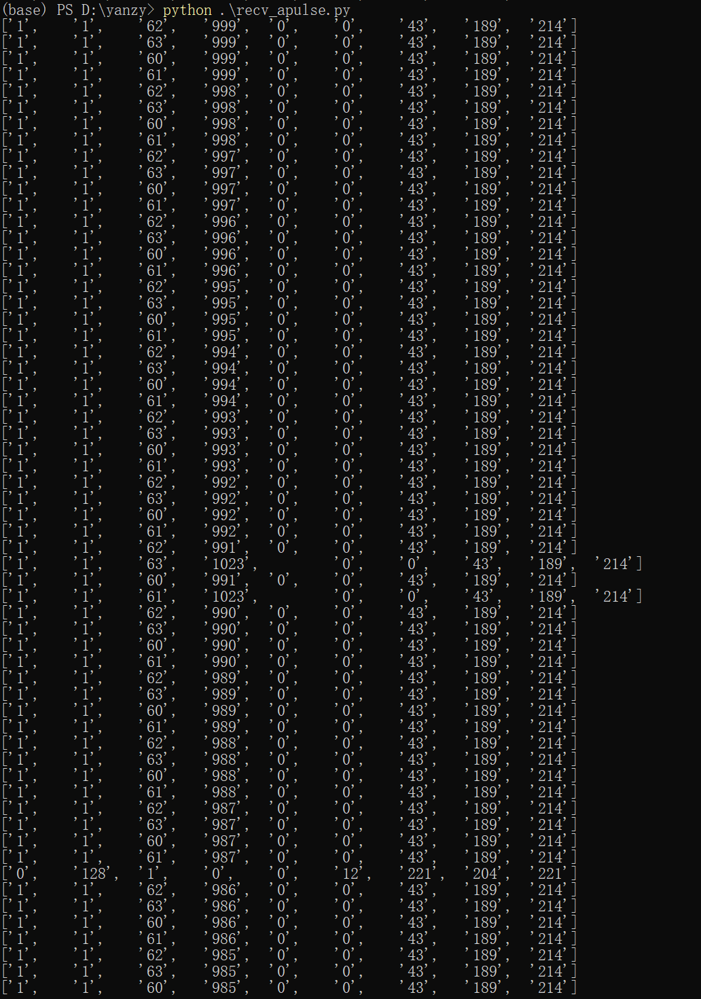 (base) PS D:\yanzy> python .\recv_apulse.py
['1', '1', '62', '999', '0', '0', '43', '189', '214']
['1', '1', '63', '999', '0', '0', '43', '189', '214']
['1', '1', '60', '999', '0', '0', '43', '189', '214']
['1', '1', '61', '999', '0', '0', '43', '189', '214']
['1', '1', '62', '998', '0', '0', '43', '189', '214']
['1', '1', '63', '998', '0', '0', '43', '189', '214']
['1', '1', '60', '998', '0', '0', '43', '189', '214']
['1', '1', '61', '998', '0', '0', '43', '189', '214']
['1', '1', '62', '997', '0', '0', '43', '189', '214']
['1', '1', '63', '997', '0', '0', '43', '189', '214']
['1', '1', '60', '997', '0', '0', '43', '189', '214']
['1', '1', '61', '997', '0', '0', '43', '189', '214']
['1', '1', '62', '996', '0', '0', '43', '189', '214']
['1', '1', '63', '996', '0', '0', '43', '189', '214']
['1', '1', '60', '996', '0', '0', '43', '189', '214']
['1', '1', '61', '996', '0', '0', '43', '189', '214']
['1', '1', '62', '995', '0', '0', '43', '189', '214']
['1', '1', '63', '995', '0', '0', '43', '189', '214']
['1', '1', '60', '995', '0', '0', '43', '189', '214']
['1', '1', '61', '995', '0', '0', '43', '189', '214']
['1', '1', '62', '994', '0', '0', '43', '189', '214']
['1', '1', '63', '994', '0', '0', '43', '189', '214']
['1', '1', '60', '994', '0', '0', '43', '189', '214']
['1', '1', '61', '994', '0', '0', '43', '189', '214']
['1', '1', '62', '993', '0', '0', '43', '189', '214']
['1', '1', '63', '993', '0', '0', '43', '189', '214']
['1', '1', '60', '993', '0', '0', '43', '189', '214']
['1', '1', '61', '993', '0', '0', '43', '189', '214']
['1', '1', '62', '992', '0', '0', '43', '189', '214']
['1', '1', '63', '992', '0', '0', '43', '189', '214']
['1', '1', '60', '992', '0', '0', '43', '189', '214']
['1', '1', '61', '992', '0', '0', '43', '189', '214']
['1', '1', '62', '991', '0', '0', '43', '189', '214']
['1', '1', '63', '1023', '0', '0', '43', '189', '214']
['1', '1', '60', '991', '0', '0', '43', '189', '214']
['1', '1', '61', '1023', '0', '0', '43', '189', '214']
['1', '1', '62', '990', '0', '0', '43', '189', '214']
['1', '1', '63', '990', '0', '0', '43', '189', '214']
['1', '1', '60', '990', '0', '0', '43', '189', '214']
['1', '1', '61', '990', '0', '0', '43', '189', '214']
['1', '1', '62', '989', '0', '0', '43', '189', '214']
['1', '1', '63', '989', '0', '0', '43', '189', '214']
['1', '1', '60', '989', '0', '0', '43', '189', '214']
['1', '1', '61', '989', '0', '0', '43', '189', '214']
['1', '1', '62', '988', '0', '0', '43', '189', '214']
['1', '1', '63', '988', '0', '0', '43', '189', '214']
['1', '1', '60', '988', '0', '0', '43', '189', '214']
['1', '1', '61', '988', '0', '0', '43', '189', '214']
['1', '1', '62', '987', '0', '0', '43', '189', '214']
['1', '1', '63', '987', '0', '0', '43', '189', '214']
['1', '1', '60', '987', '0', '0', '43', '189', '214']
['1', '1', '61', '987', '0', '0', '43', '189', '214']
['0', '128', '1', '0', '0', '12', '221', '204', '221']
['1', '1', '62', '986', '0', '0', '43', '189', '214']
['1', '1', '63', '986', '0', '0', '43', '189', '214']
['1', '1', '60', '986', '0', '0', '43', '189', '214']
['1', '1', '61', '986', '0', '0', '43', '189', '214']
['1', '1', '62', '985', '0', '0', '43', '189', '214']
['1', '1', '63', '985', '0', '0', '43', '189', '214']
['1', '1', '60', '985', '0', '0', '43', '189', '214']